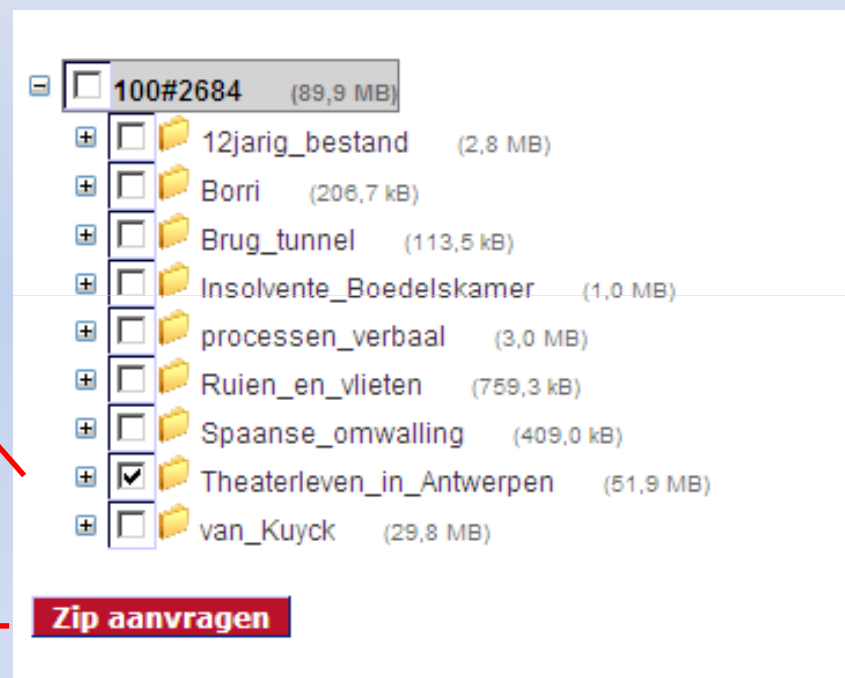 100#2684 (89,9 MB)
12jarig_bestand (2,8 MB)
Borri (206,7 kB)
Brug_tunnel (113,5 kB)
Insolvente_Boedelskamer (1,0 MB)
processen_verbaal (3,0 MB)
Ruien_en_vlieten (759,3 kB)
Spaanse_omwalling (409,0 kB)
Theaterleven_in_Antwerpen (51,9 MB)
van_Kuyck (29,8 MB)
Zip aanvragen